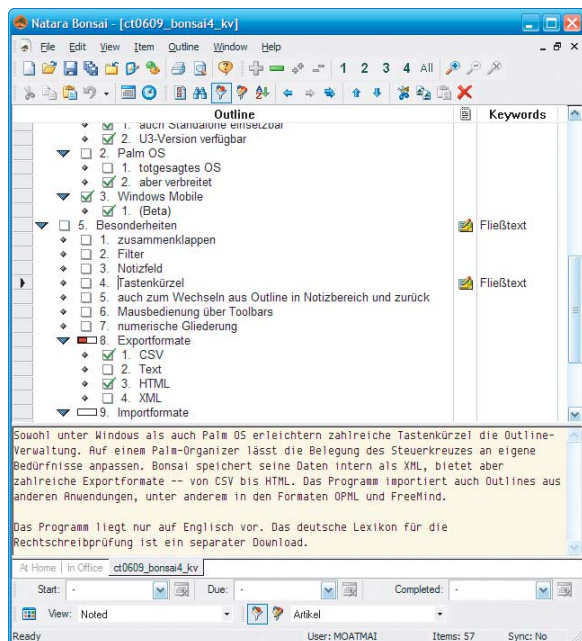 Natara Bonsai - [ct0609_bonsai4_kv]
File Edit View Item Outline Window Help
1 2 3 4 All
Outline Keywords
1. auch Standalone einsetzbar
2. U3-Version verfügbar
2. Palm OS
1. totgesagtes OS
2. aber verbreitet
3. Windows Mobile
1. (Beta)
5. Besonderheiten Fließtext
1. zusammenklappen
2. Filter
3. Notizfeld
4. Tastenkürzel Fließtext
5. auch zum Wechseln aus Outline in Notizbereich und zurück
6. Mausbedienung über Toolbars
7. numerische Gliederung
8. Exportformate
1. CSV
2. Text
3. HTML
4. XML
9. Importformate
Sowohl unter Windows als auch Palm OS erleichtern zahlreiche Tastenkürzel die Outline-
Verwaltung. Auf einem Palm-Organizer lässt die Belegung des Steuerkreuzes an eigene
Bedürfnisse anpassen. Bonsai speichert seine Daten intern als XML, bietet aber
zahlreiche Exportformate -- von CSV bis HTML. Das Programm importiert auch Outlines aus
anderen Anwendungen, unter anderem in den Formaten OPML und FreeMind.
Das Programm liegt nur auf Englisch vor. Das deutsche Lexikon für die
Rechtschreibprüfung ist ein separater Download.
At Home In Office ct0609_bonsai4_kv
Start: - Due: - Completed: -
View: Noted Artikel
Ready User: MOATMAI Items: 57 Sync: No